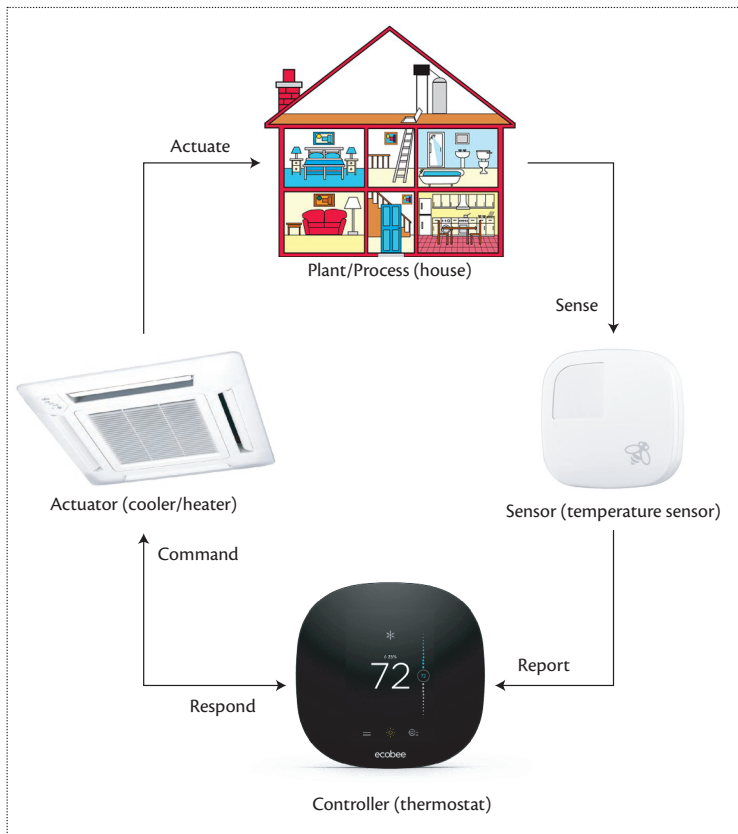 Actuate
Plant/Process (house)
Sense
Actuator (cooler/heater)
Sensor (temperature sensor)
Command
72
Report
Respond
ecobee
Controller (thermostat)